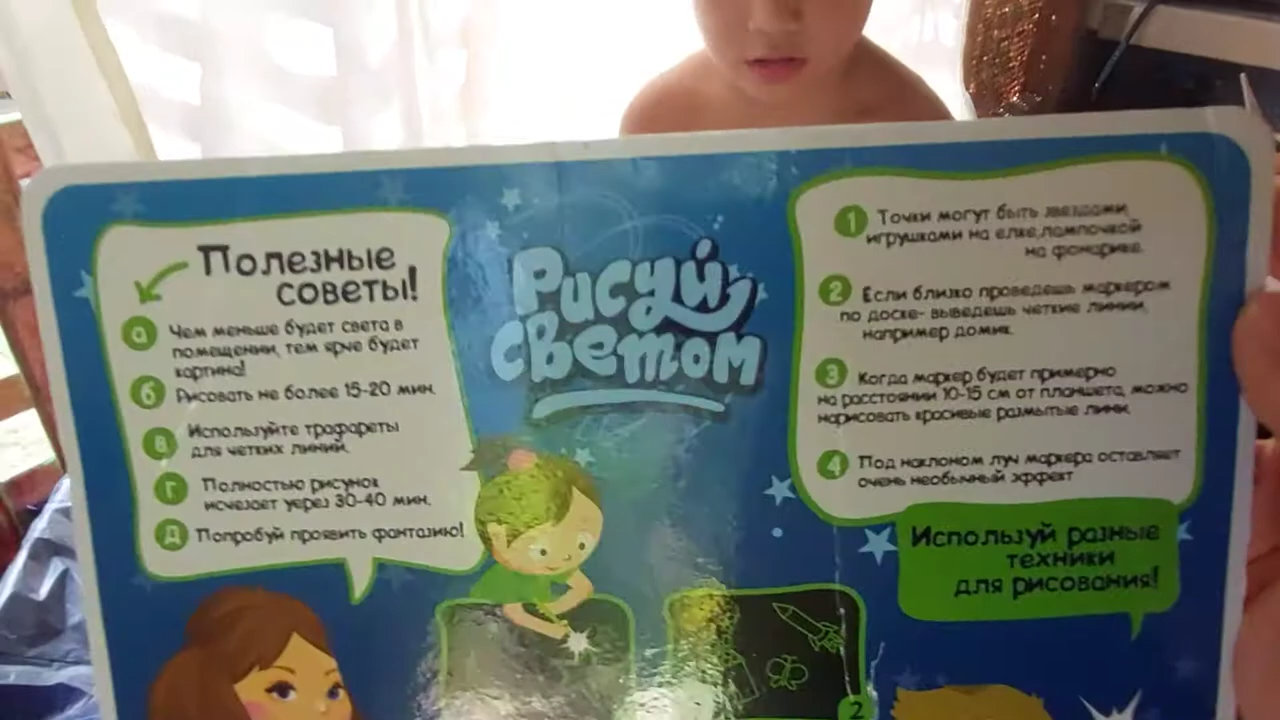 Полезные
советы!
а Чем меньше будет света в
помещении, тем ярче будет
картина!
б Рисовать не более 15-20 мин.
в Используйте трафареты
для четких линий.
г Полностью рисунок
исчезает через 30-40 мин.
д Попробуй проявить фантазию!
Рисуй
светом
1 Точки могут быть звездами,
игрушками на елке, лампочкой
на фонарике.
2 Если близко проведешь маркером
по доске- выведешь четкие линии,
например домик.
3 Когда маркер будет примерно
на расстоянии 10-15 см от планшета, можно
нарисовать красивые размытые линии.
4 Под наклоном луч маркера оставляет
очень необычный эффект
Используй разные
техники
для рисования!
2